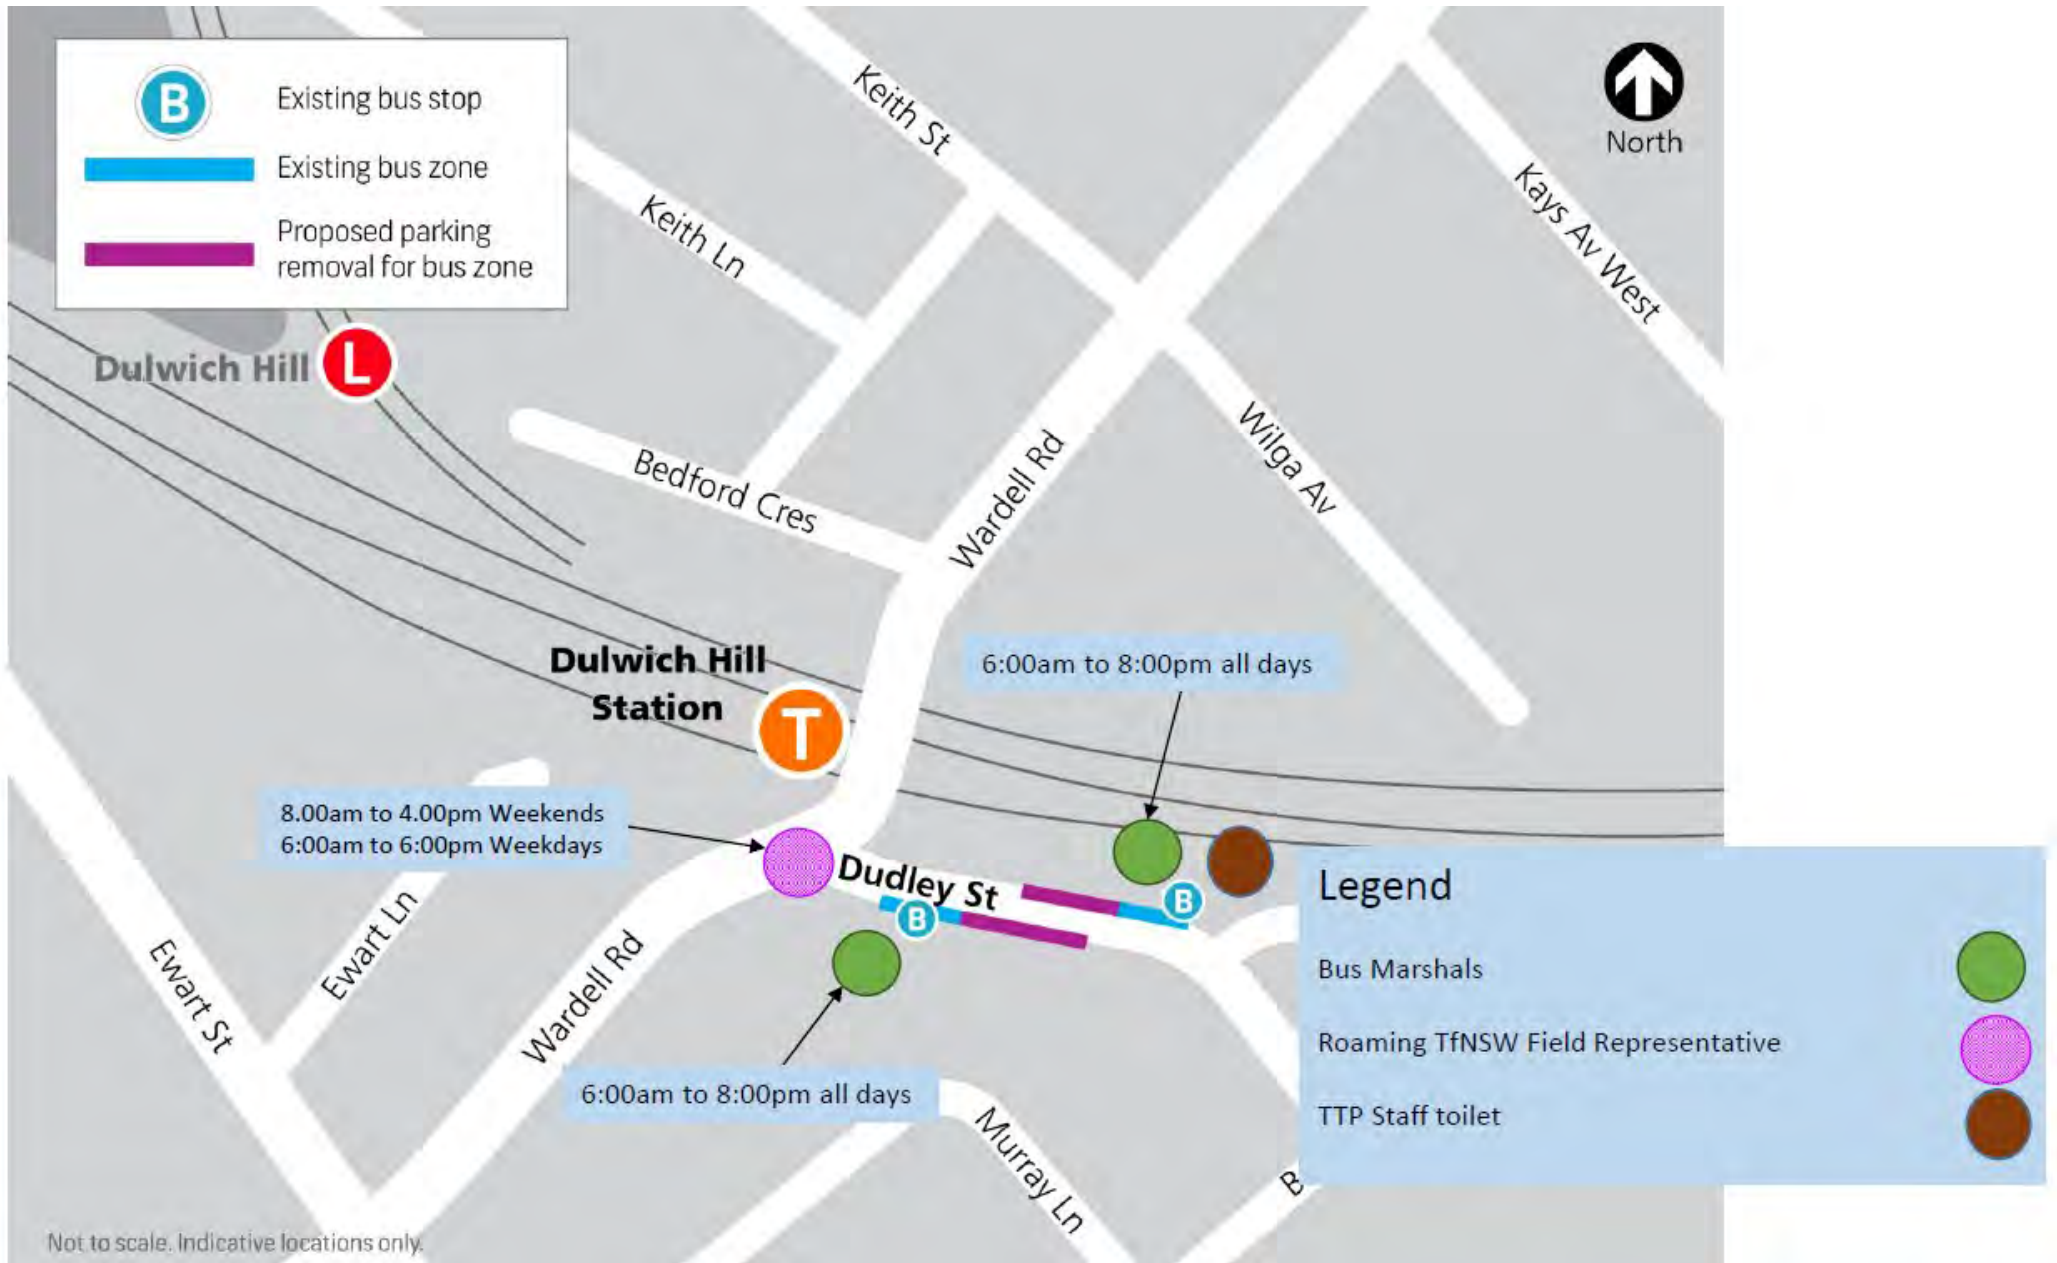 B
Existing bus stop
Existing bus zone
Proposed parking
removal for bus zone
North
Keith St
Keith Ln
Kays Av West
Dulwich Hill
L
Bedford Cres
Wardell Rd
Wilga Av
Dulwich Hill
Station
T
6:00am to 8:00pm all days
8.00am to 4.00pm Weekends
6:00am to 6:00pm Weekdays
Dudley St
B
B
Ewart St
Ewart Ln
Wardell Rd
6:00am to 8:00pm all days
Murray Ln
B
Legend
Bus Marshals
Roaming TfNSW Field Representative
TTP Staff toilet
Not to scale. Indicative locations only.